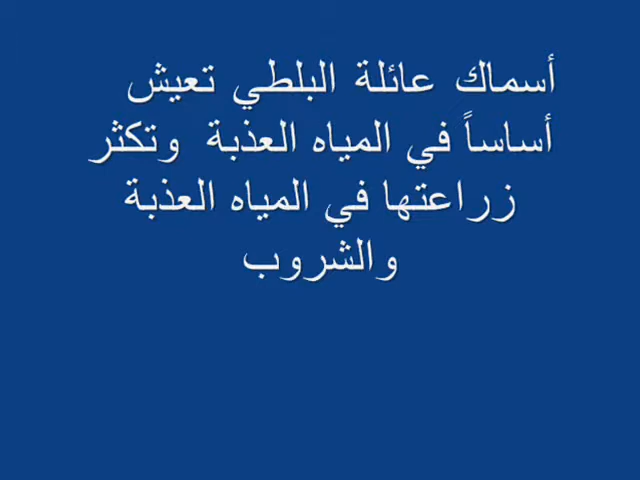 أسماك عائلة البلطي تعيش
أساساً في المياه العذبة وتكثر
زراعتها في المياه العذبة
والشروب